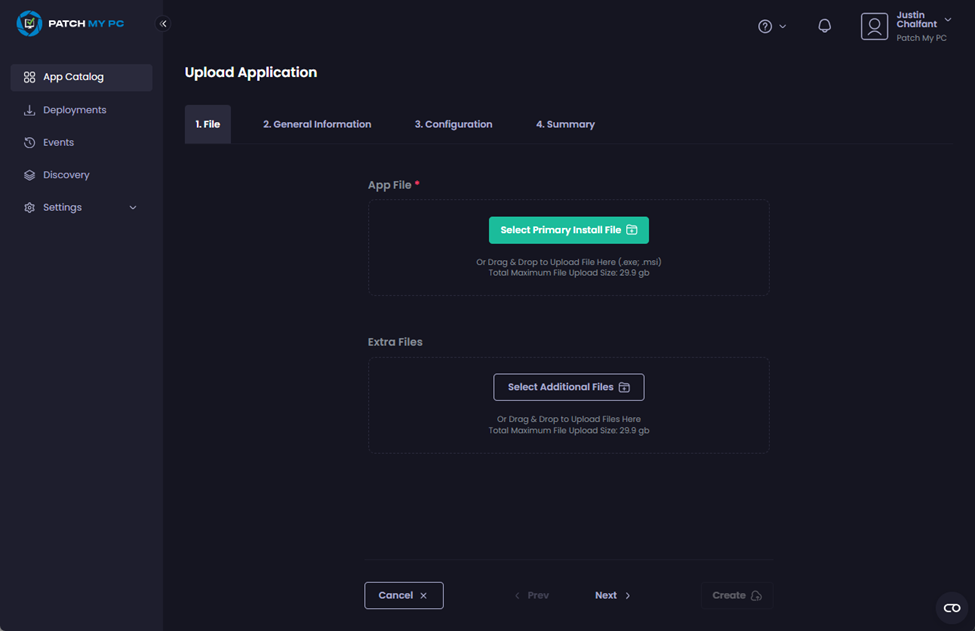 PATCH MY PC
Justin
Chalfant
Patch My PC
App Catalog
Deployments
Events
Discovery
Settings
Upload Application
1. File
2. General Information
3. Configuration
4. Summary
App File *
Select Primary Install File
Or Drag & Drop to Upload File Here (.exe; .msi)
Total Maximum File Upload Size: 29.9 gb
Extra Files
Select Additional Files
Or Drag & Drop to Upload Files Here
Total Maximum File Upload Size: 29.9 gb
Cancel
Prev
Next
Create